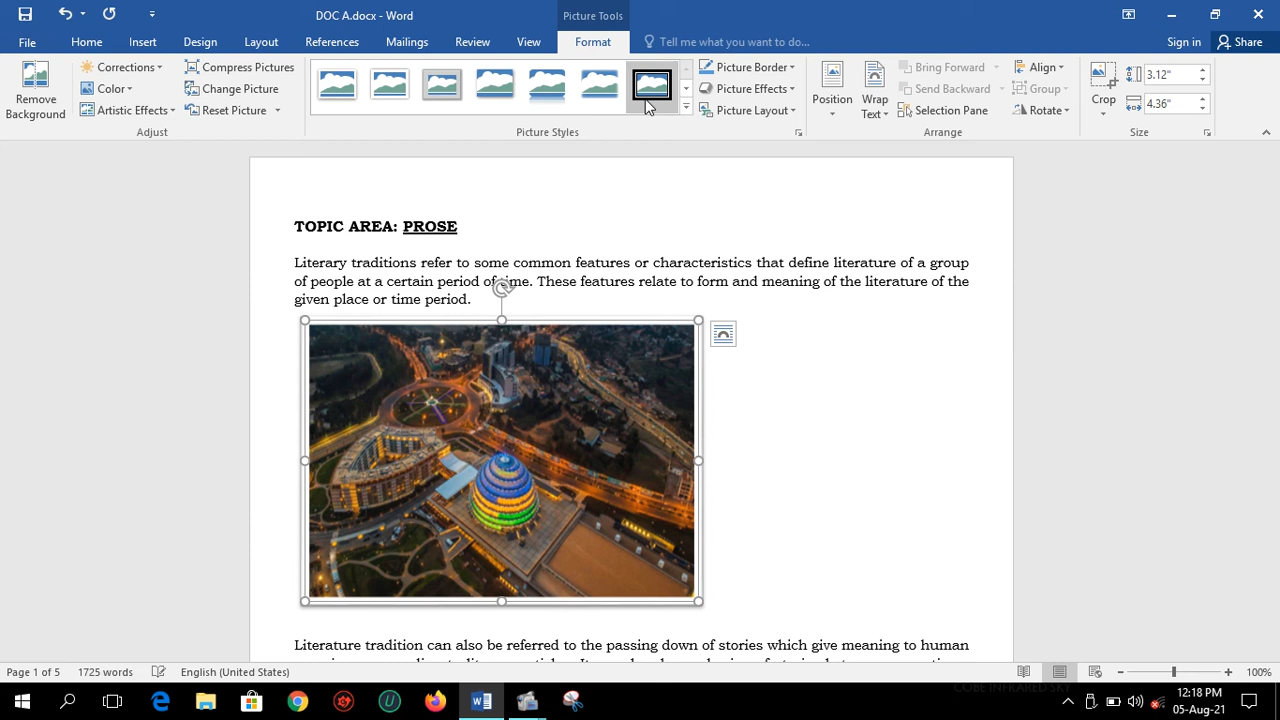 DOC A.docx - Word
Picture Tools
File
Home
Insert
Design
Layout
References
Mailings
Review
View
Format
Tell me what you want to do...
Sign in
Share
Remove
Background
Corrections
Color
Artistic Effects
Compress Pictures
Change Picture
Reset Picture
Adjust
Picture Styles
Picture Border
Picture Effects
Picture Layout
Position
Wrap
Text
Bring Forward
Send Backward
Selection Pane
Align
Group
Rotate
Arrange
Crop
3.12"
4.36"
Size
TOPIC AREA: PROSE
Literary traditions refer to some common features or characteristics that define literature of a group
of people at a certain period of time. These features relate to form and meaning of the literature of the
given place or time period.
Literature tradition can also be referred to the passing down of stories which give meaning to human
Page 1 of 5
1725 words
English (United States)
100%
COBE INFRARED SKY
12:18 PM
05-Aug-21